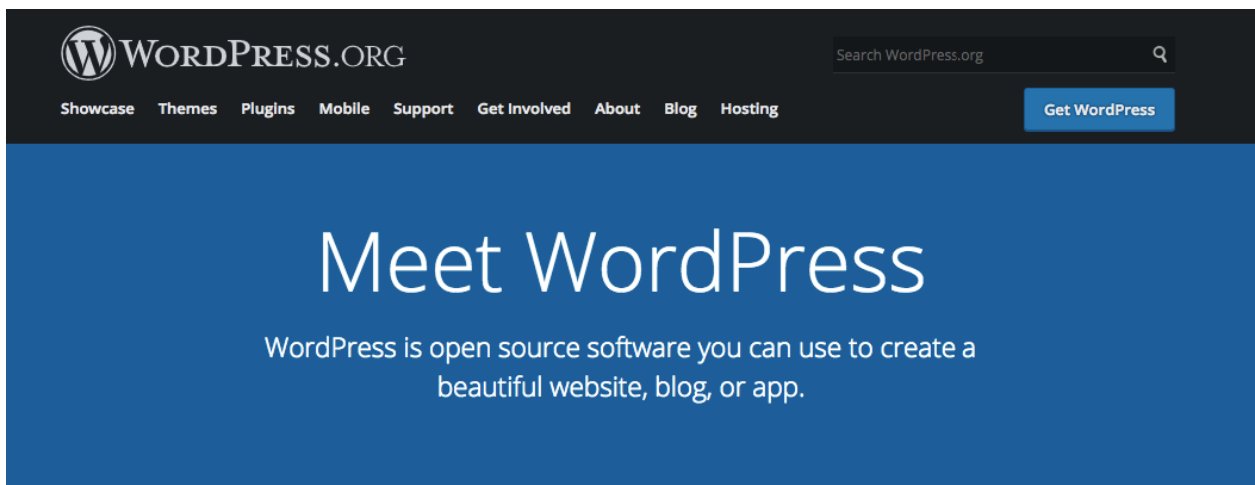 WORDPRESS.ORG
Search WordPress.org
Showcase Themes Plugins Mobile Support Get Involved About Blog Hosting
Get WordPress
Meet WordPress
WordPress is open source software you can use to create a
beautiful website, blog, or app.